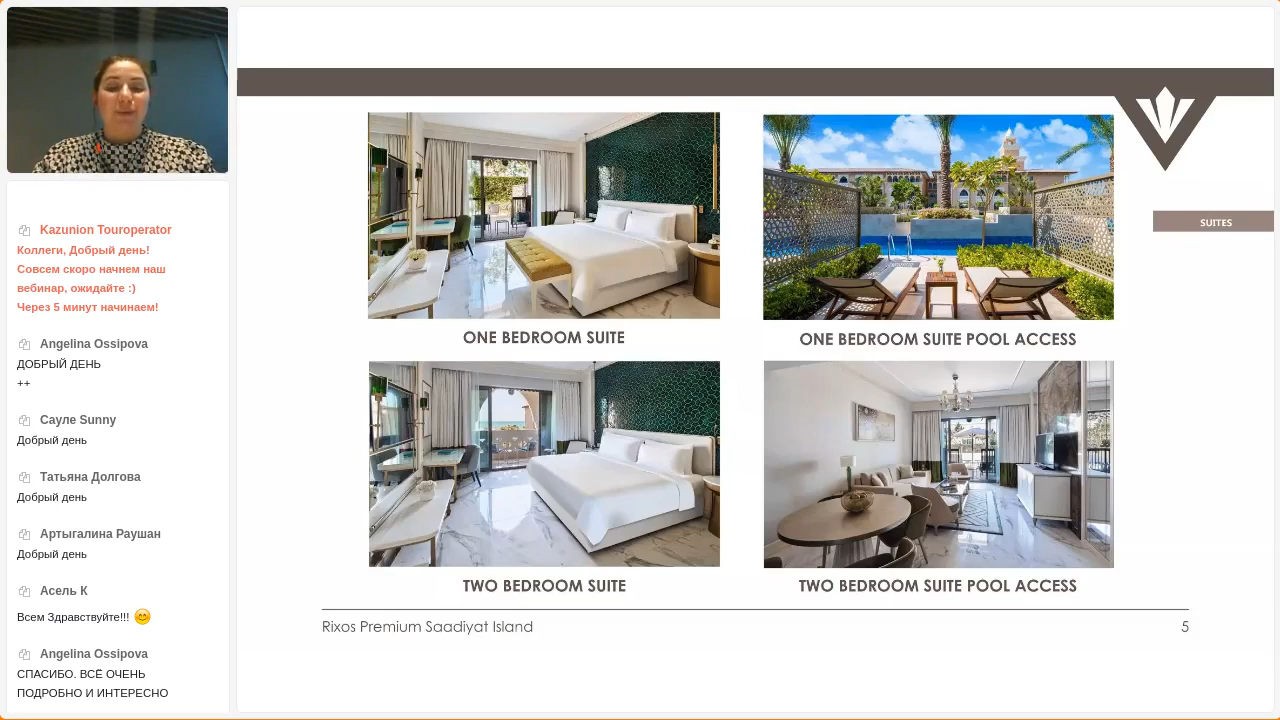 Kazunion Touroperator
Коллеги, Добрый день!
Совсем скоро начнем наш
вебинар, ожидайте :)
Через 5 минут начинаем!
Angelina Ossipova
ДОБРЫЙ ДЕНЬ
++
Сауле Sunny
Добрый день
Татьяна Долгова
Добрый день
Артыгалина Раушан
Добрый день
Асель К
Всем Здравствуйте!!! 😊
Angelina Ossipova
СПАСИБО. ВСЁ ОЧЕНЬ
ПОДРОБНО И ИНТЕРЕСНО
SUITES
ONE BEDROOM SUITE
ONE BEDROOM SUITE POOL ACCESS
TWO BEDROOM SUITE
TWO BEDROOM SUITE POOL ACCESS
Rixos Premium Saadiyat Island
5